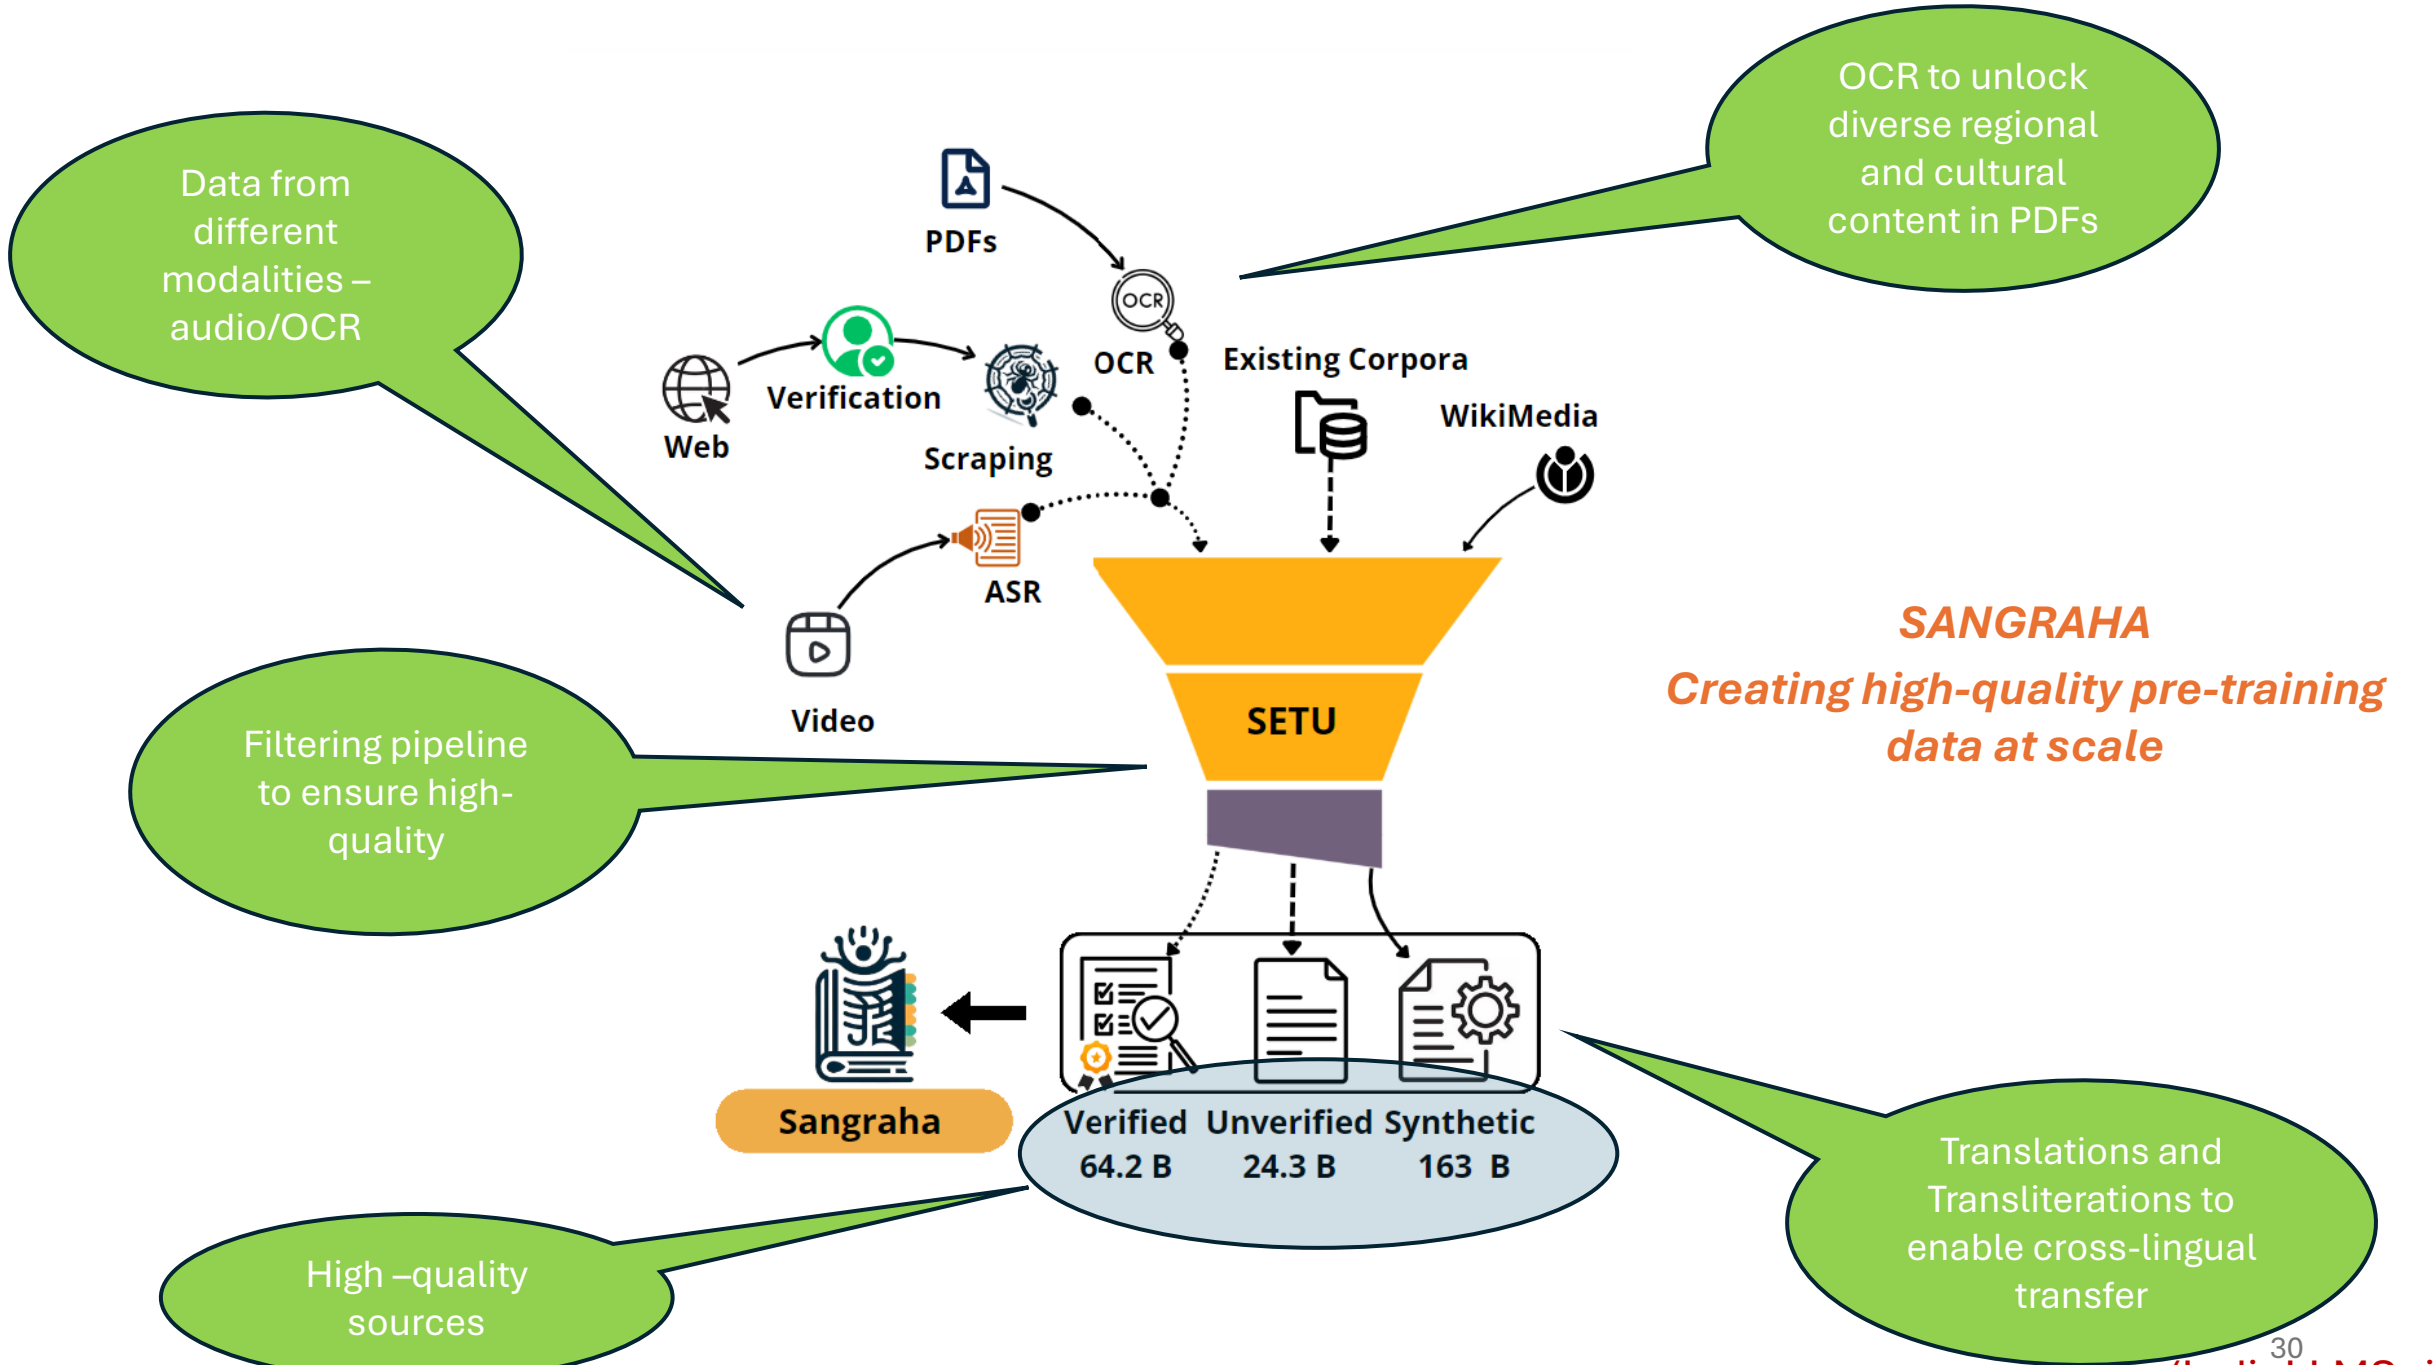 OCR to unlock
diverse regional
and cultural
content in PDFs
Data from
different
modalities –
audio/OCR
PDFs
OCR
OCR
Existing Corpora
Verification
WikiMedia
Web
Scraping
ASR
Video
SETU
SANGRAHA
Creating high-quality pre-training
data at scale
Filtering pipeline
to ensure high-
quality
Sangraha
Verified Unverified Synthetic
64.2 B 24.3 B 163 B
Translations and
Transliterations to
enable cross-lingual
transfer
High –quality
sources
30